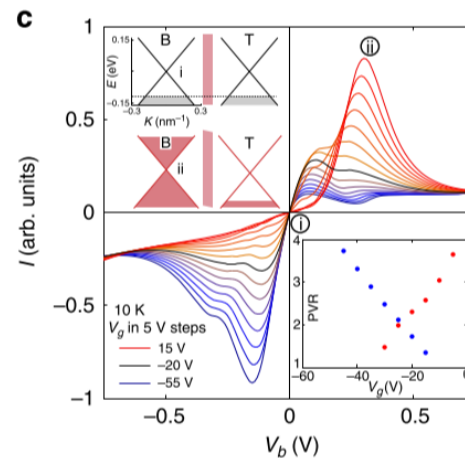 c
1
0.5
0
−0.5
−1
I (arb. units)
−0.5
0
0.5
V_b (V)
B
T
0.15
−0.15
E (eV)
i
−0.3
0.3
K (nm⁻¹)
B
T
ii
ii
i
10 K
V_g in 5 V steps
15 V
−20 V
−55 V
PVR
4
3
2
1
−60
−40
−20
0
V_g(V)